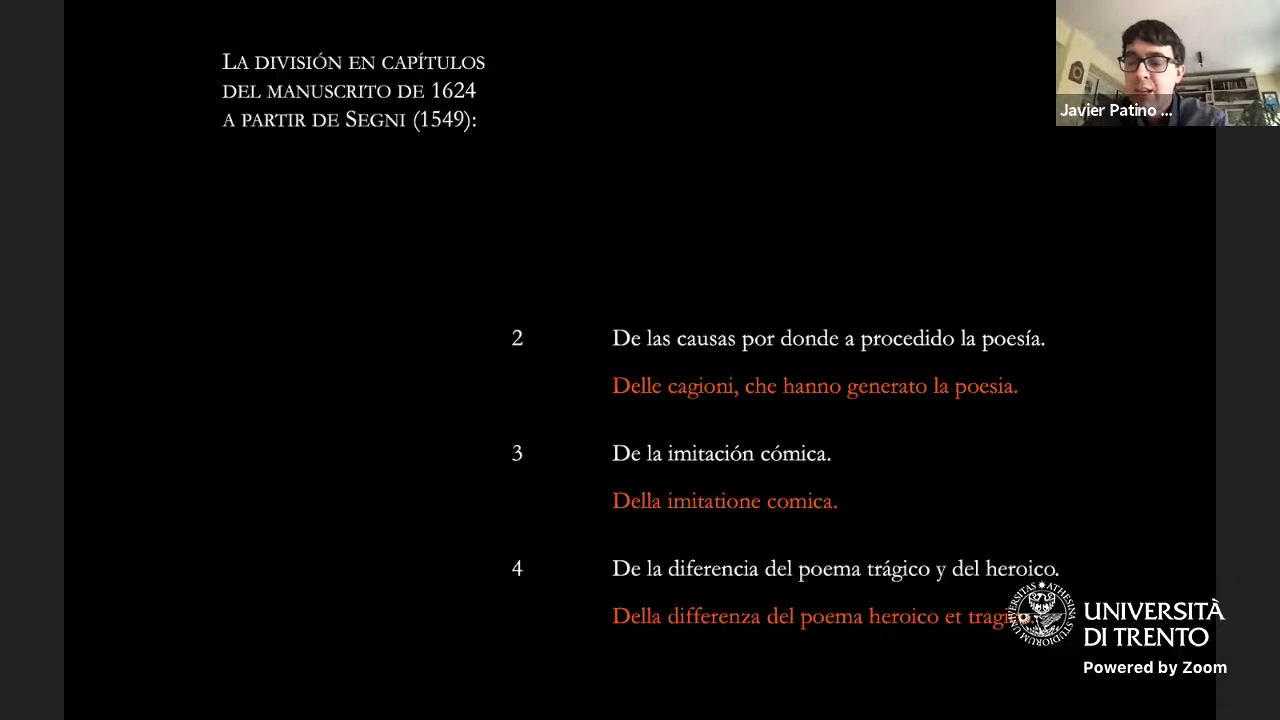 LA DIVISIÓN EN CAPÍTULOS
DEL MANUSCRITO DE 1624
A PARTIR DE SEGNI (1549):
Javier Patino ...
2 De las causas por donde a procedido la poesía.
Delle cagioni, che hanno generato la poesia.
3 De la imitación cómica.
Della imitatione comica.
4 De la diferencia del poema trágico y del heroico.
Della differenza del poema heroico et
UNIVERSITÀ
DI TRENTO
Powered by Zoom